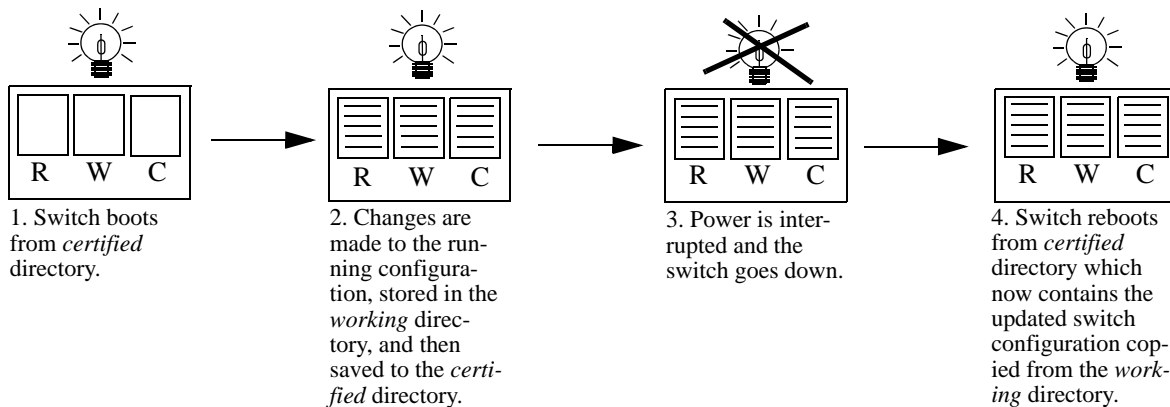 R W C
1. Switch boots
from certified
directory.
R W C
2. Changes are
made to the run-
ning configura-
tion, stored in the
working direc-
tory, and then
saved to the certi-
fied directory.
R W C
3. Power is inter-
rupted and the
switch goes down.
R W C
4. Switch reboots
from certified
directory which
now contains the
updated switch
configuration cop-
ied from the work-
ing directory.